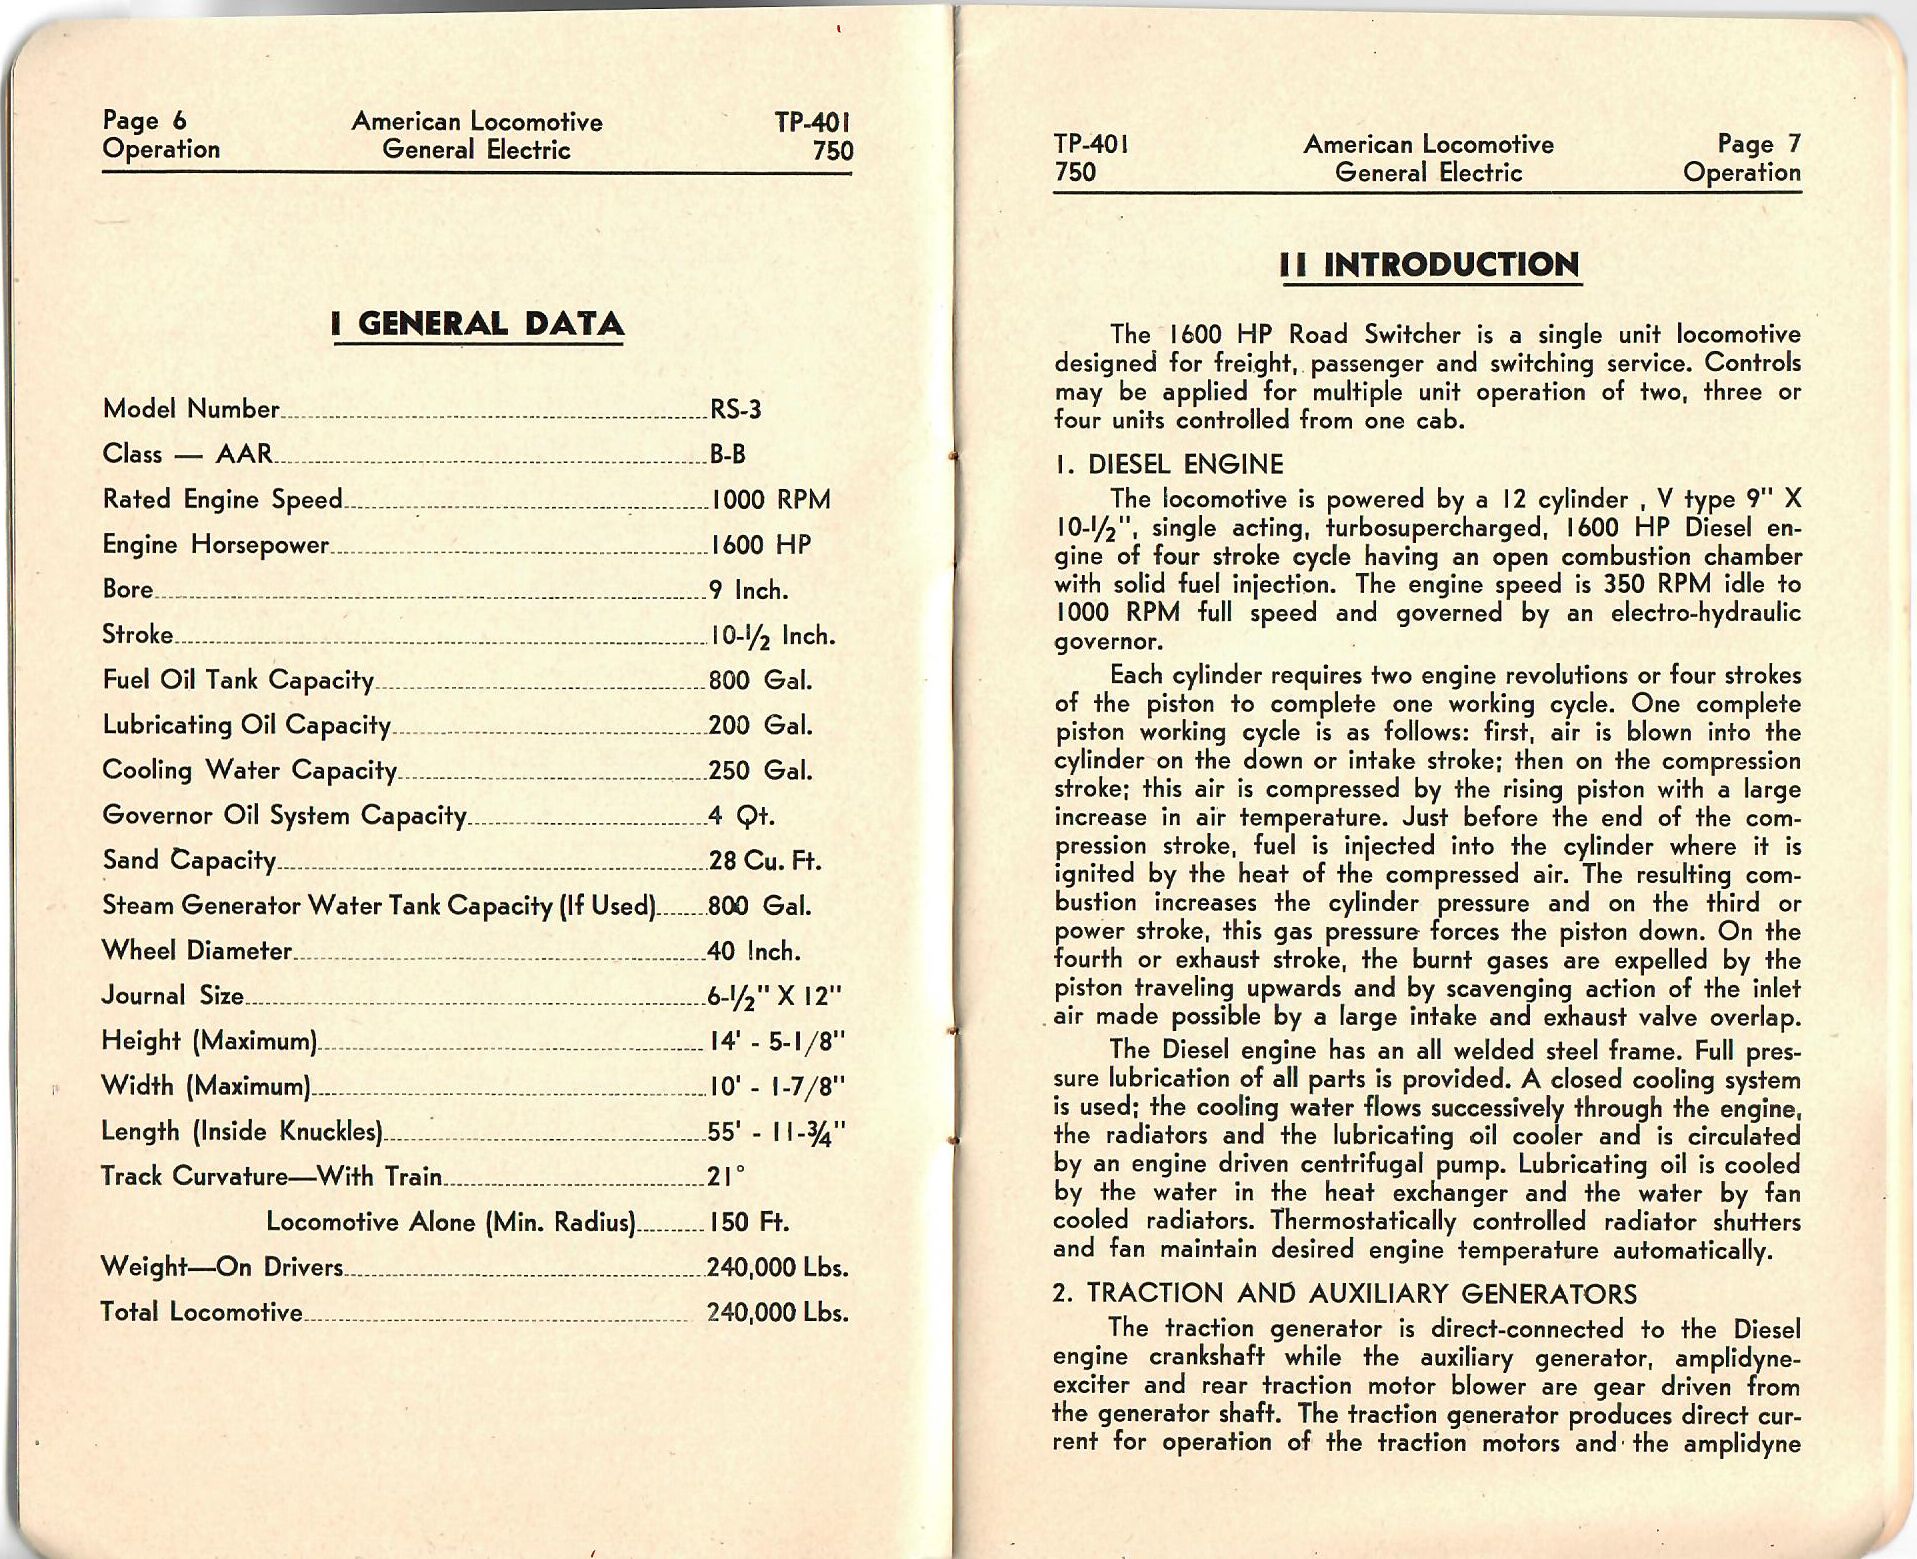 Page 6 American Locomotive TP-401
Operation General Electric 750
I GENERAL DATA
Model Number RS-3
Class — AAR B-B
Rated Engine Speed 1000 RPM
Engine Horsepower 1600 HP
Bore 9 Inch.
Stroke 10-1/2 Inch.
Fuel Oil Tank Capacity 800 Gal.
Lubricating Oil Capacity 200 Gal.
Cooling Water Capacity 250 Gal.
Governor Oil System Capacity 4 Qt.
Sand Capacity 28 Cu. Ft.
Steam Generator Water Tank Capacity (If Used) 800 Gal.
Wheel Diameter 40 Inch.
Journal Size 6-1/2" X 12"
Height (Maximum) 14' - 5-1/8"
Width (Maximum) 10' - 1-7/8"
Length (Inside Knuckles) 55' - 11-3/4"
Track Curvature—With Train 21°
Locomotive Alone (Min. Radius) 150 Ft.
Weight—On Drivers 240,000 Lbs.
Total Locomotive 240,000 Lbs.
TP-401 American Locomotive Page 7
750 General Electric Operation
II INTRODUCTION
The 1600 HP Road Switcher is a single unit locomotive
designed for freight, passenger and switching service. Controls
may be applied for multiple unit operation of two, three or
four units controlled from one cab.
1. DIESEL ENGINE
The locomotive is powered by a 12 cylinder , V type 9" X
10-1/2", single acting, turbosupercharged, 1600 HP Diesel en-
gine of four stroke cycle having an open combustion chamber
with solid fuel injection. The engine speed is 350 RPM idle to
1000 RPM full speed and governed by an electro-hydraulic
governor.
Each cylinder requires two engine revolutions or four strokes
of the piston to complete one working cycle. One complete
piston working cycle is as follows: first, air is blown into the
cylinder on the down or intake stroke; then on the compression
stroke; this air is compressed by the rising piston with a large
increase in air temperature. Just before the end of the com-
pression stroke, fuel is injected into the cylinder where it is
ignited by the heat of the compressed air. The resulting com-
bustion increases the cylinder pressure and on the third or
power stroke, this gas pressure forces the piston down. On the
fourth or exhaust stroke, the burnt gases are expelled by the
piston traveling upwards and by scavenging action of the inlet
air made possible by a large intake and exhaust valve overlap.
The Diesel engine has an all welded steel frame. Full pres-
sure lubrication of all parts is provided. A closed cooling system
is used; the cooling water flows successively through the engine,
the radiators and the lubricating oil cooler and is circulated
by an engine driven centrifugal pump. Lubricating oil is cooled
by the water in the heat exchanger and the water by fan
cooled radiators. Thermostatically controlled radiator shutters
and fan maintain desired engine temperature automatically.
2. TRACTION AND AUXILIARY GENERATORS
The traction generator is direct-connected to the Diesel
engine crankshaft while the auxiliary generator, amplidyne-
exciter and rear traction motor blower are gear driven from
the generator shaft. The traction generator produces direct cur-
rent for operation of the traction motors and the amplidyne